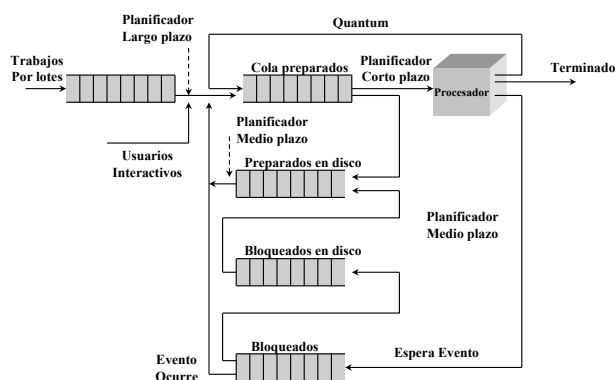 Planificador
Largo plazo
Quantum
Trabajos
Por lotes
Cola preparados
Planificador
Corto plazo
Terminado
Procesador
Planificador
Medio plazo
Usuarios
Interactivos
Preparados en disco
Planificador
Medio plazo
Bloqueados en disco
Bloqueados
Espera Evento
Evento
Ocurre